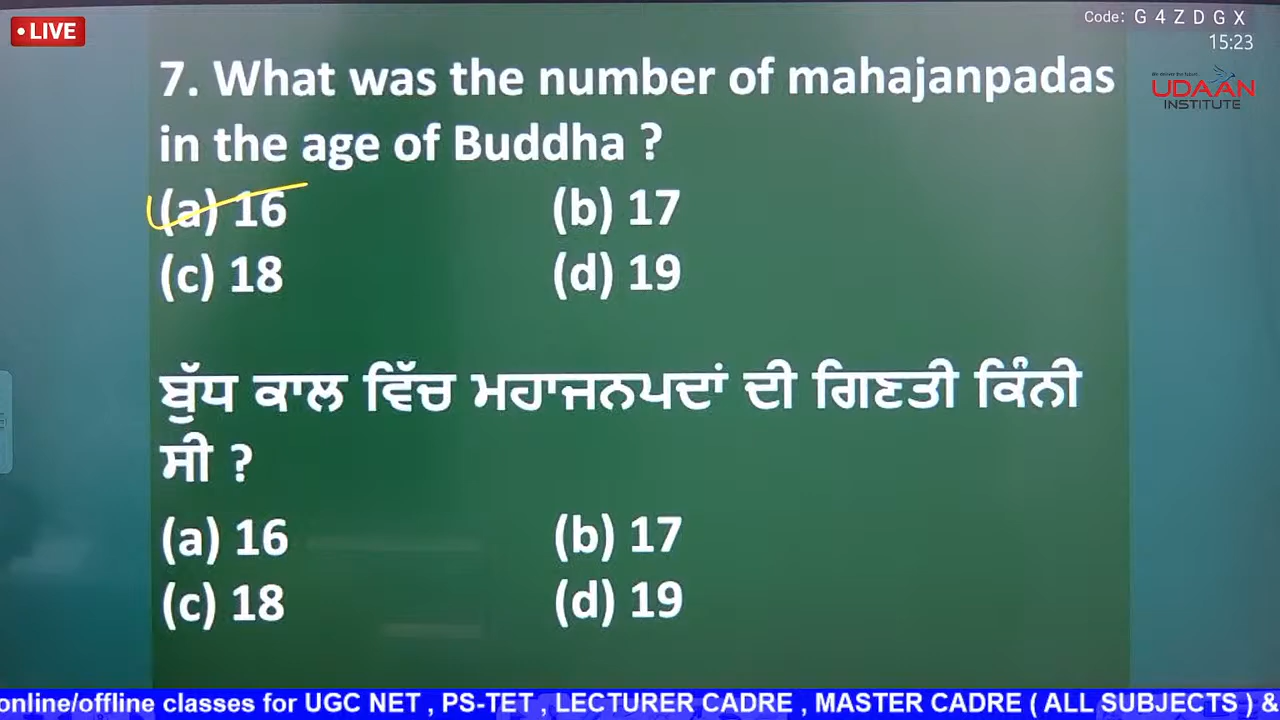 • LIVE
Code: G 4 Z D G X
15:23
UDAAN
INSTITUTE
7. What was the number of mahajanpadas
in the age of Buddha ?
(a) 16 (b) 17
(c) 18 (d) 19
ਬੁੱਧ ਕਾਲ ਵਿੱਚ ਮਹਾਜਨਪਦਾਂ ਦੀ ਗਿਣਤੀ ਕਿੰਨੀ
ਸੀ ?
(a) 16 (b) 17
(c) 18 (d) 19
online/offline classes for UGC NET , PS-TET , LECTURER CADRE , MASTER CADRE ( ALL SUBJECTS ) &